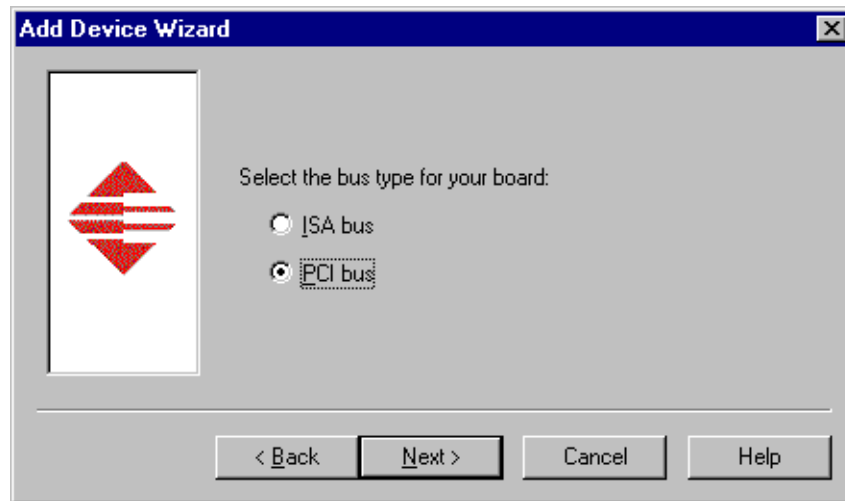 Add Device Wizard
Select the bus type for your board:
ISA bus
PCI bus
< Back Next > Cancel Help